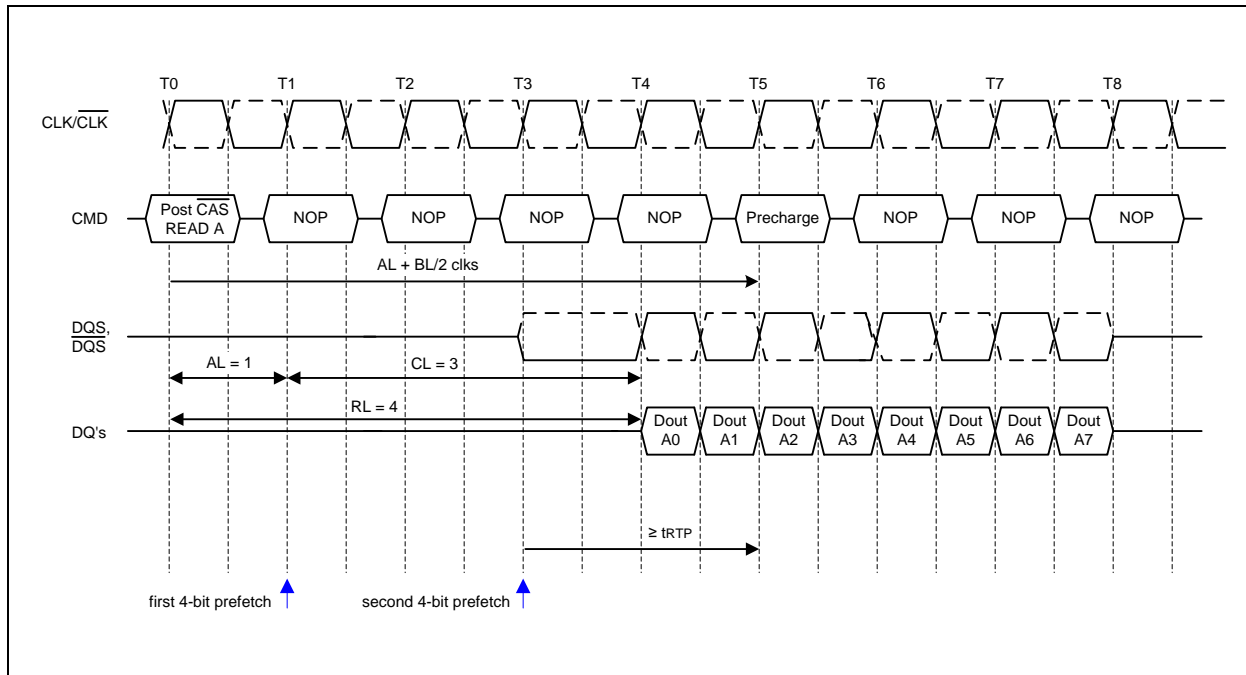 T0 T1 T2 T3 T4 T5 T6 T7 T8
CLK/C̅L̅K̅
CMD
Post C̅A̅S̅
READ A
NOP NOP NOP NOP Precharge NOP NOP NOP
AL + BL/2 clks
DQS,
D̅Q̅S̅
AL = 1 CL = 3
RL = 4
DQ's
Dout
A0
Dout
A1
Dout
A2
Dout
A3
Dout
A4
Dout
A5
Dout
A6
Dout
A7
≥ tRTP
first 4-bit prefetch second 4-bit prefetch